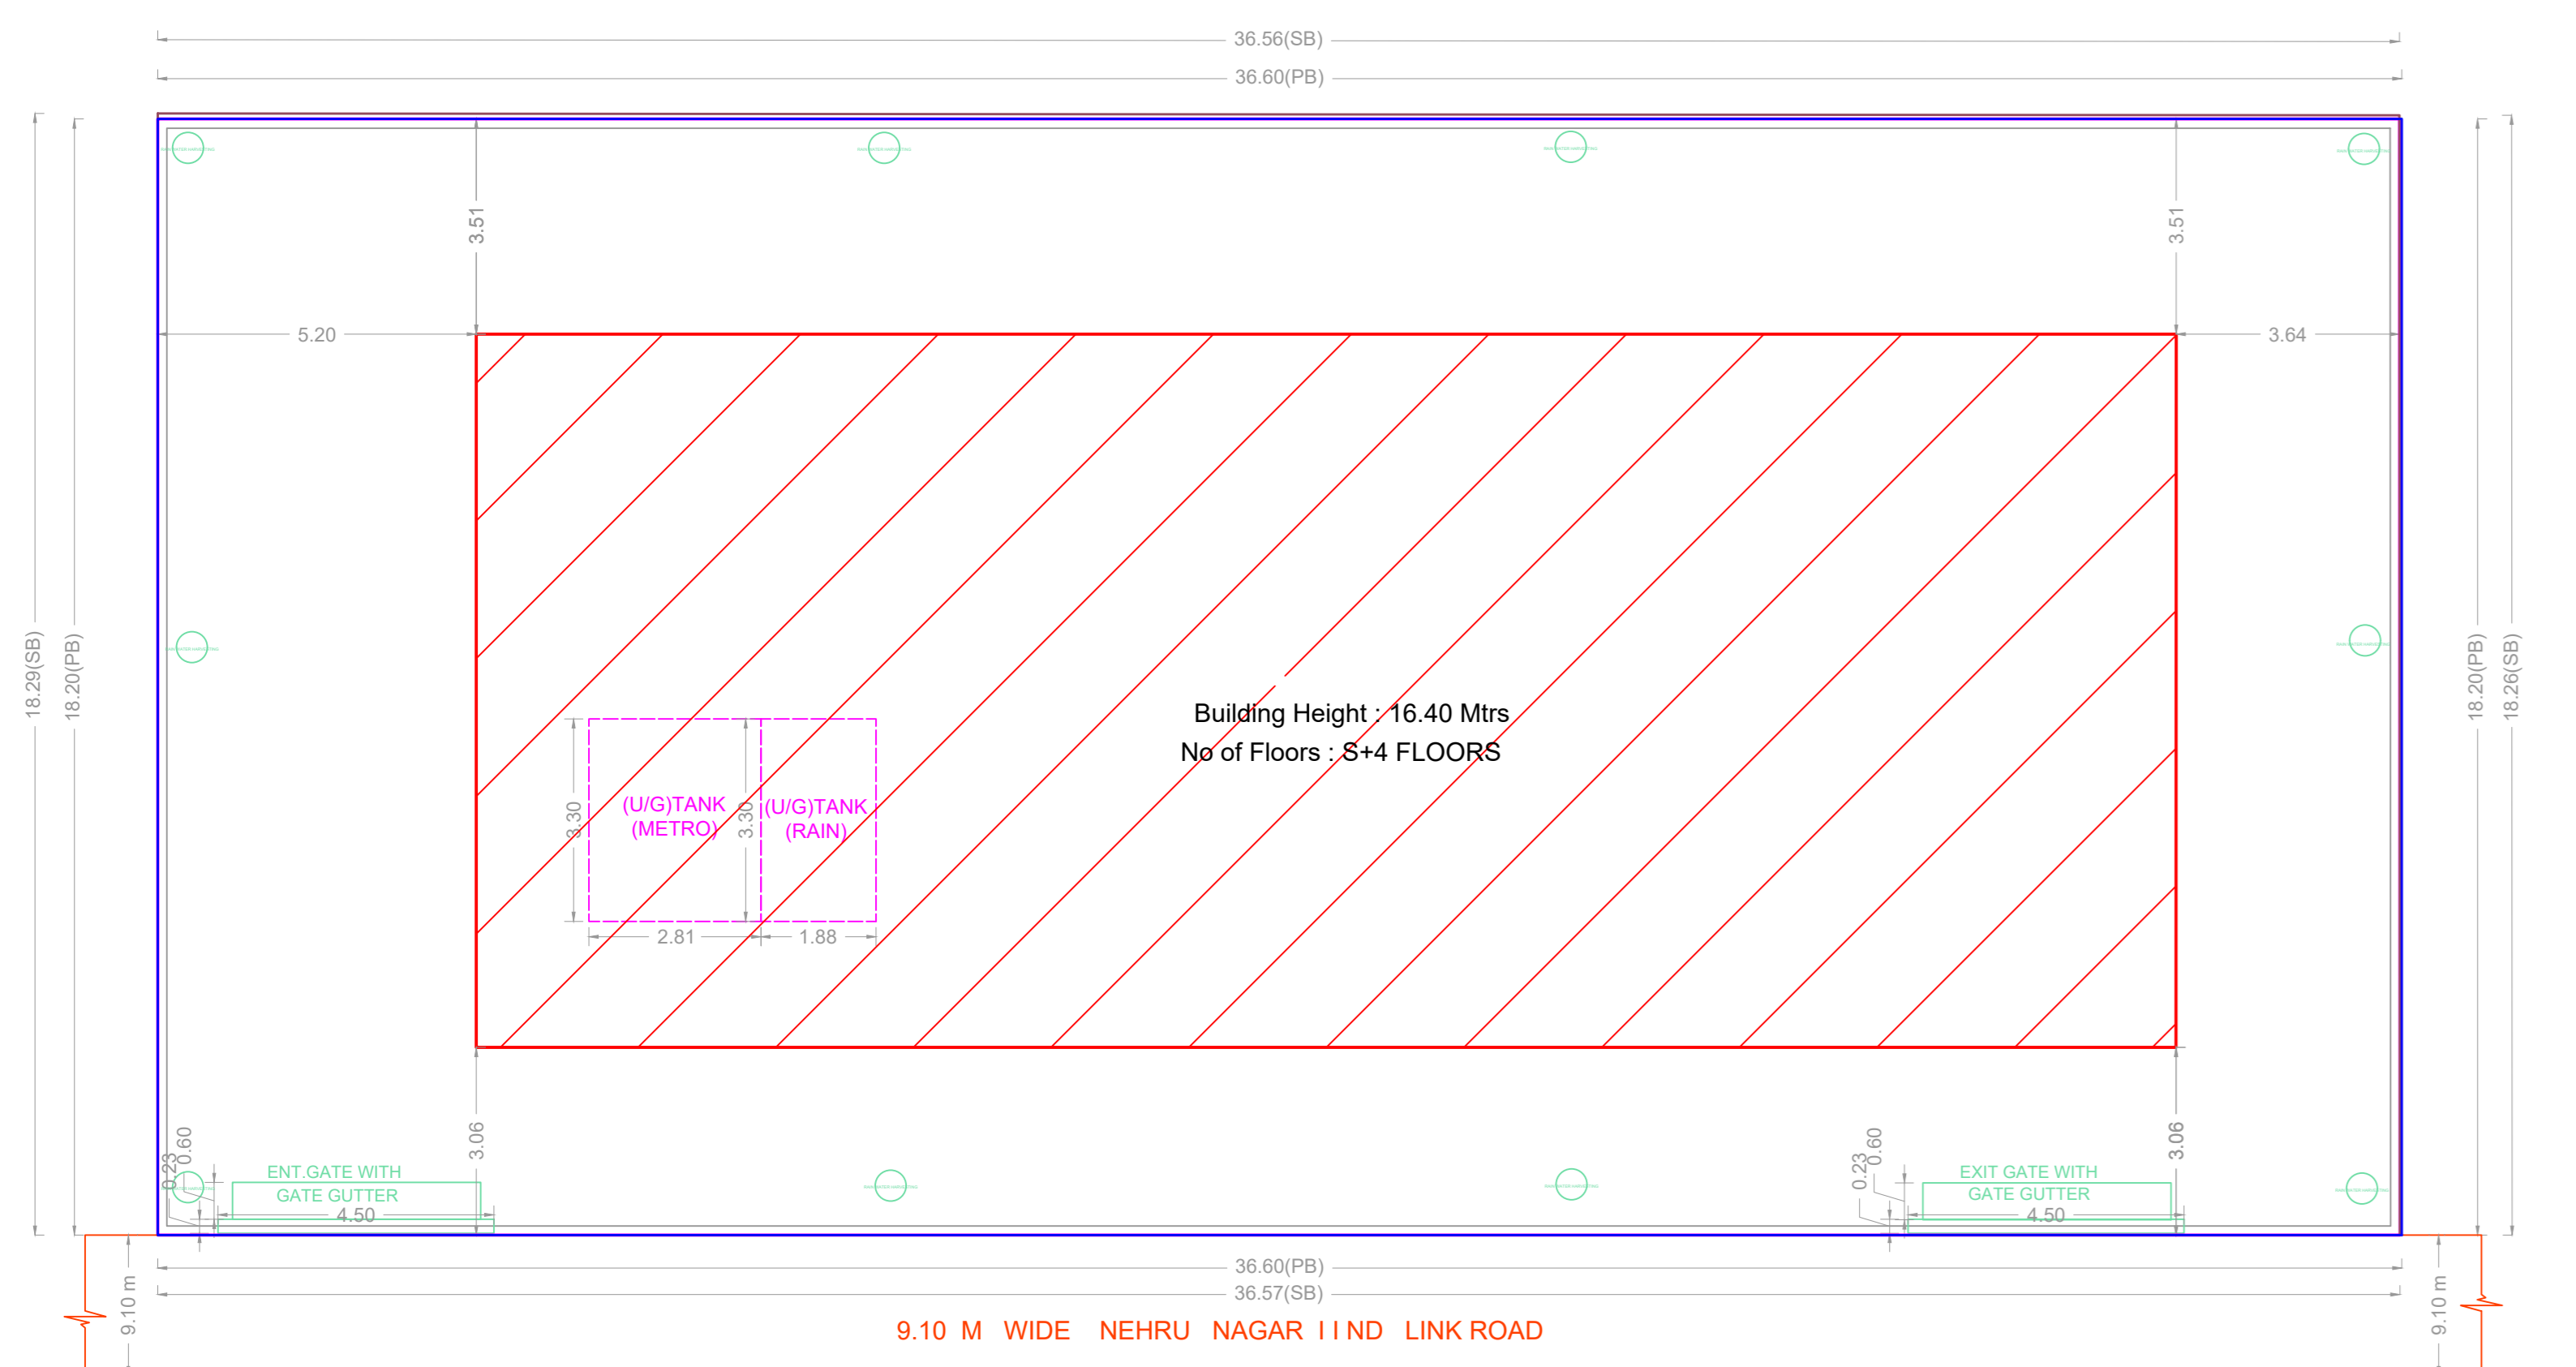 36.56(SB)
36.60(PB)
3.51
3.51
5.20
3.64
18.29(SB)
18.20(PB)
18.20(PB)
18.26(SB)
Building Height : 16.40 Mtrs
No of Floors : S+4 FLOORS
3.30
(U/G)TANK
(METRO)
3.30
(U/G)TANK
(RAIN)
2.81
1.88
3.06
3.06
0.23
0.60
ENT.GATE WITH
GATE GUTTER
4.50
0.23
0.60
EXIT GATE WITH
GATE GUTTER
4.50
36.60(PB)
36.57(SB)
9.10 m
9.10 m
9.10 M WIDE NEHRU NAGAR I I ND LINK ROAD